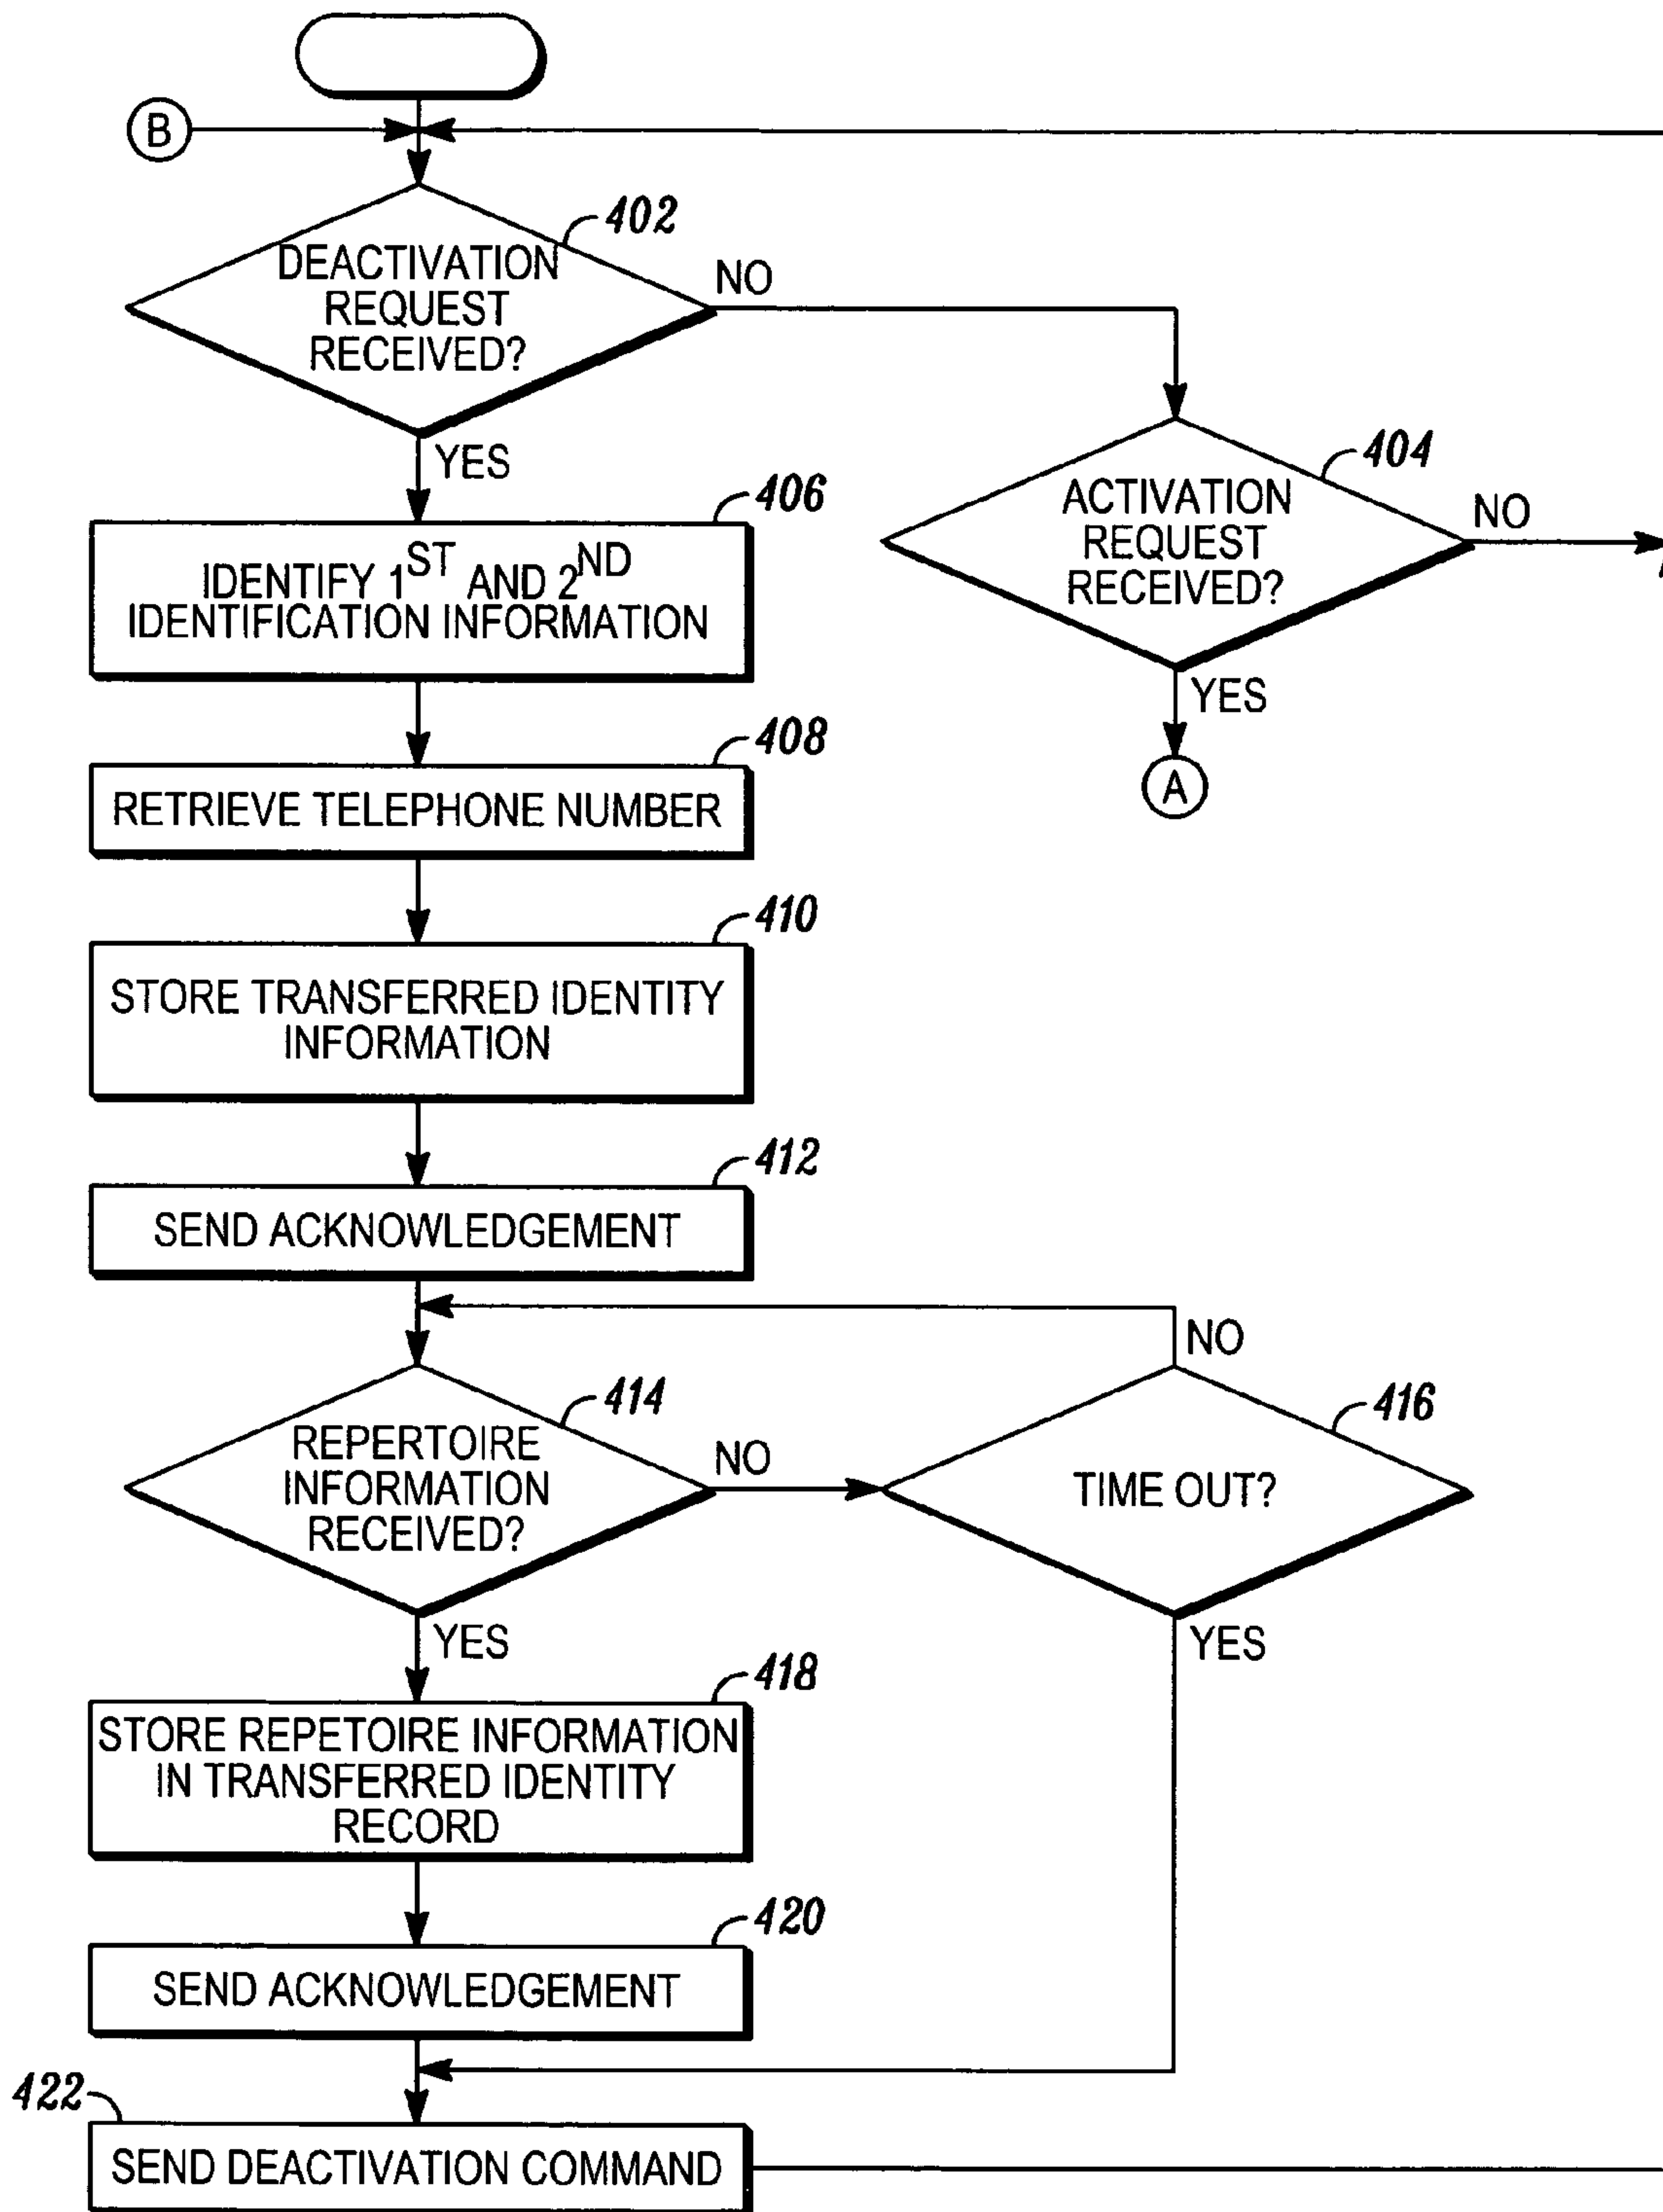 B
402
DEACTIVATION
REQUEST
RECEIVED?
NO
YES
404
ACTIVATION
REQUEST
RECEIVED?
NO
YES
A
406
IDENTIFY 1ST AND 2ND
IDENTIFICATION INFORMATION
408
RETRIEVE TELEPHONE NUMBER
410
STORE TRANSFERRED IDENTITY
INFORMATION
412
SEND ACKNOWLEDGEMENT
414
REPERTOIRE
INFORMATION
RECEIVED?
NO
YES
416
TIME OUT?
NO
YES
418
STORE REPETOIRE INFORMATION
IN TRANSFERRED IDENTITY
RECORD
420
SEND ACKNOWLEDGEMENT
422
SEND DEACTIVATION COMMAND